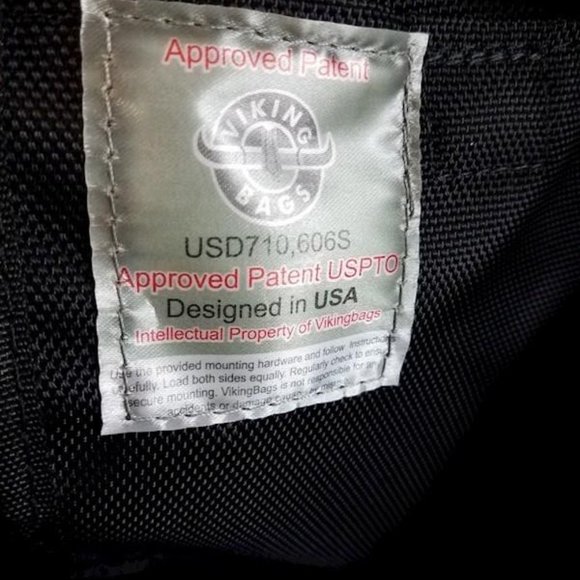 Approved Patent
VIKING
BAGS
USD710,606S
Approved Patent USPTO
Designed in USA
Intellectual Property of Vikingbags
Use the provided mounting hardware and follow Instructions
carefully. Load both sides equally. Regularly check to ensure
secure mounting. VikingBags is not responsible for any
accidents or damage caused by